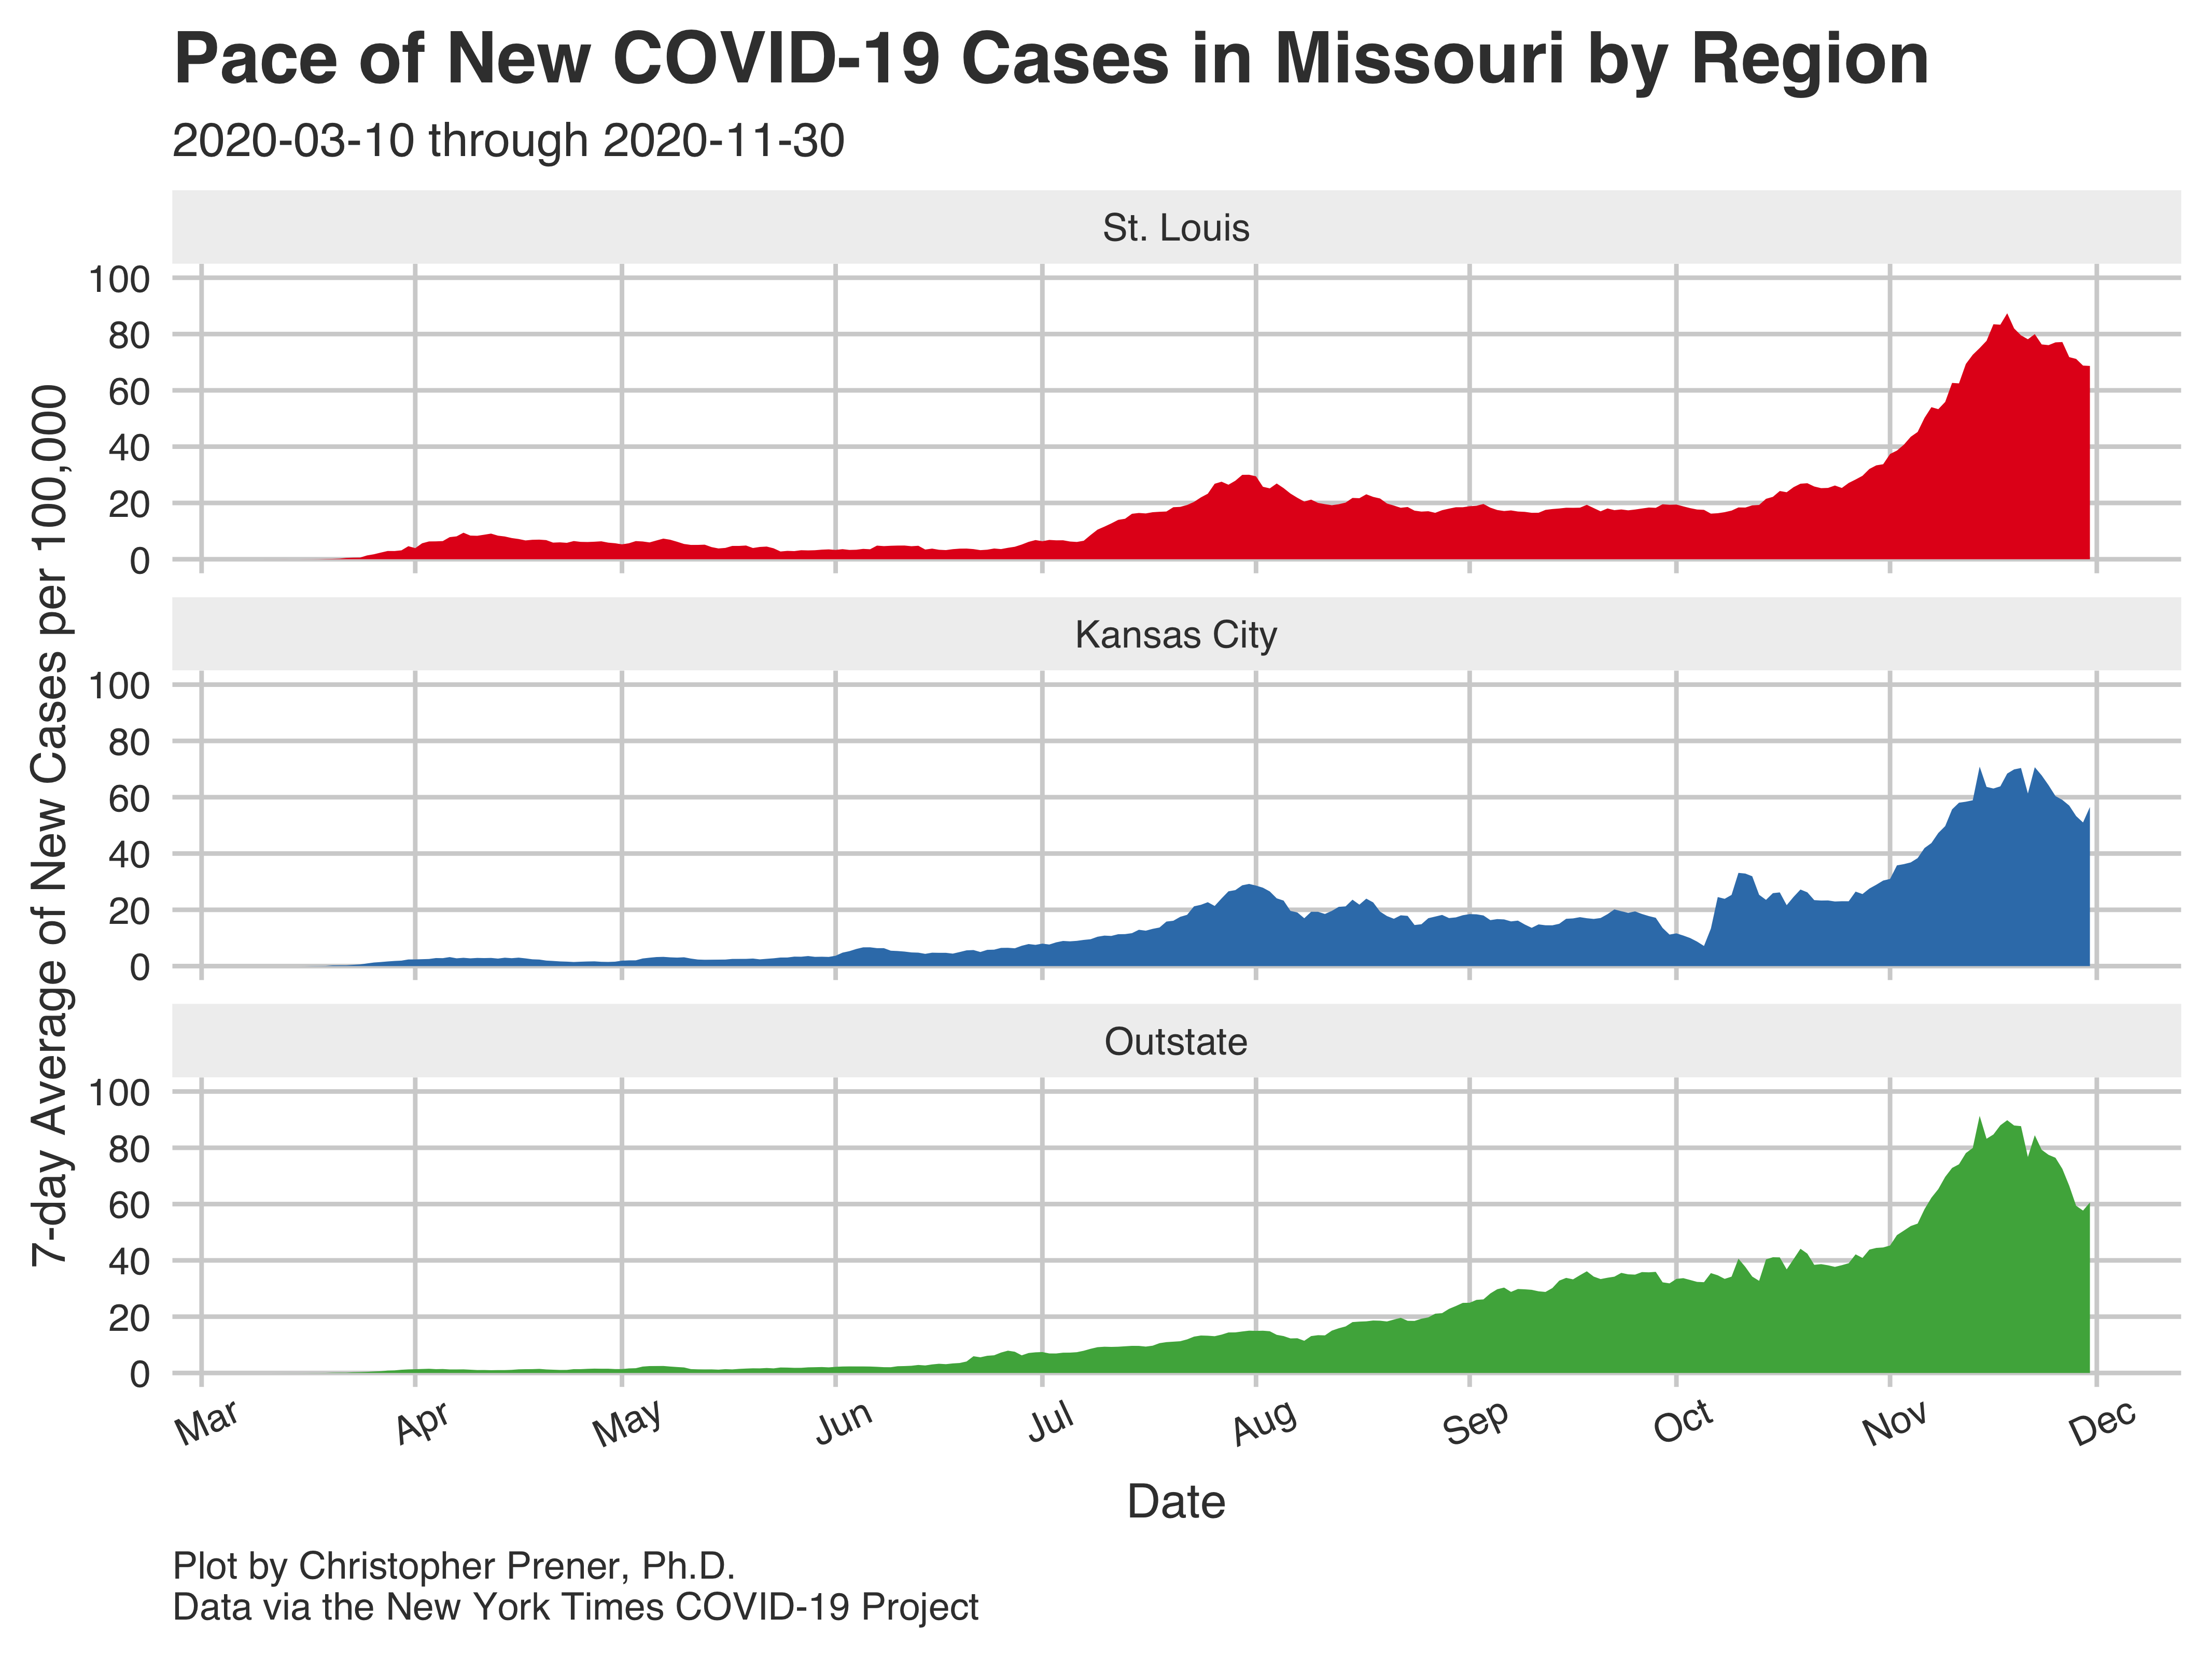 Pace of New COVID-19 Cases in Missouri by Region
2020-03-10 through 2020-11-30
7-day Average of New Cases per 100,000
St. Louis
100
80
60
40
20
0
Kansas City
100
80
60
40
20
0
Outstate
100
80
60
40
20
0
Mar Apr May Jun Jul Aug Sep Oct Nov Dec
Date
Plot by Christopher Prener, Ph.D.
Data via the New York Times COVID-19 Project